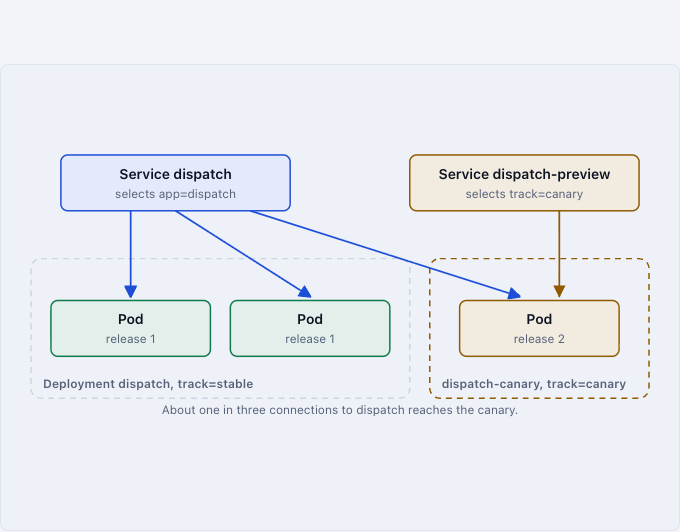 Service dispatch
selects app=dispatch
Service dispatch-preview
selects track=canary
Pod
release 1
Pod
release 1
Pod
release 2
Deployment dispatch, track=stable
dispatch-canary, track=canary
About one in three connections to dispatch reaches the canary.